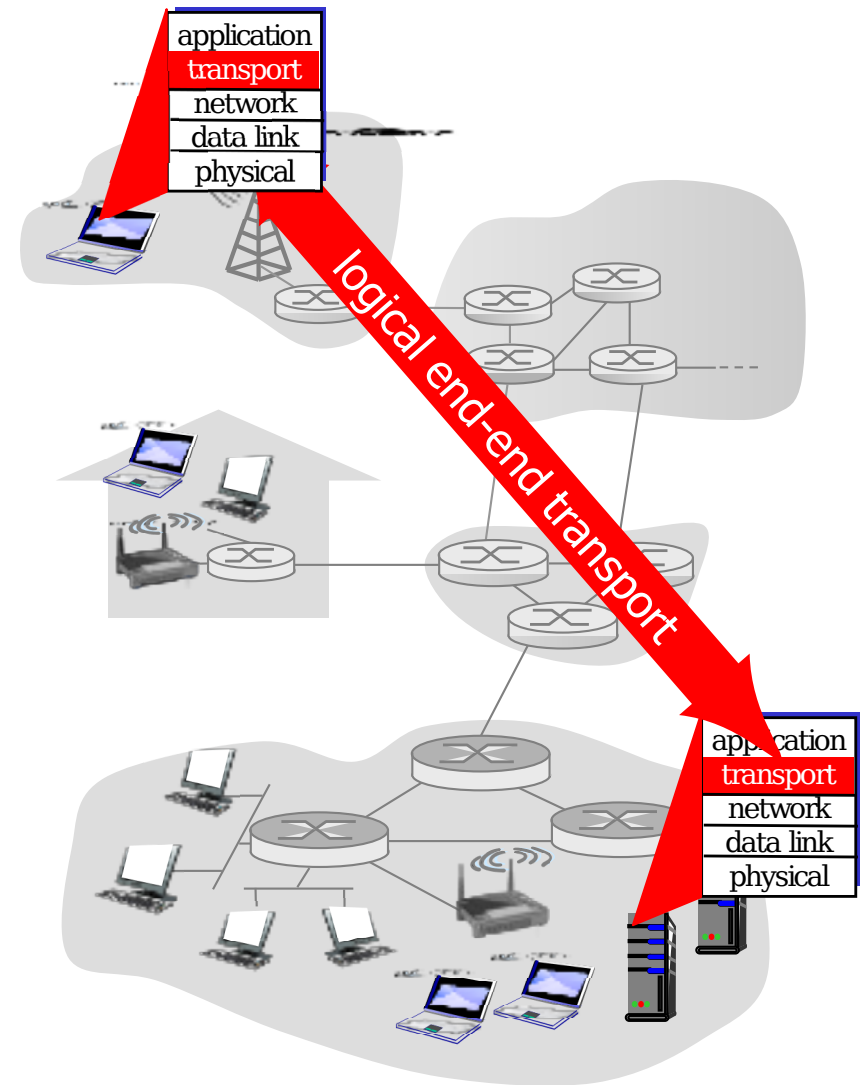 application
transport
network
data link
physical
logical end-end transport
application
transport
network
data link
physical